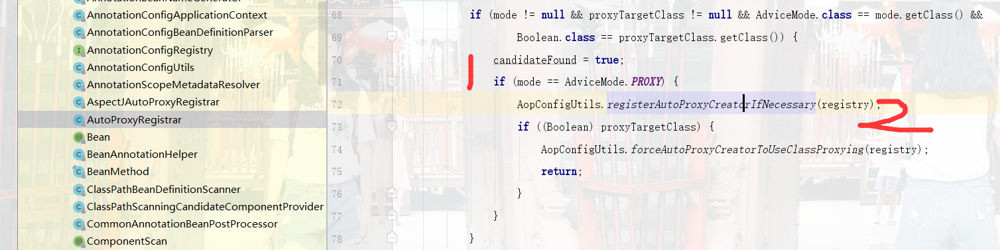 AnnotationBeanNameGenerator
AnnotationConfigApplicationContext
AnnotationConfigBeanDefinitionParser
AnnotationConfigRegistry
AnnotationConfigUtils
AnnotationScopeMetadataResolver
AspectJAutoProxyRegistrar
AutoProxyRegistrar
Bean
BeanAnnotationHelper
BeanMethod
ClassPathBeanDefinitionScanner
ClassPathScanningCandidateComponentProvider
CommonAnnotationBeanPostProcessor
ComponentScan
68 if (mode != null && proxyTargetClass != null && AdviceMode.class == mode.getClass() &&
69 Boolean.class == proxyTargetClass.getClass()) {
70 candidateFound = true;
71 if (mode == AdviceMode.PROXY) {
72 AopConfigUtils.registerAutoProxyCreatorIfNecessary(registry);
73 if ((Boolean) proxyTargetClass) {
74 AopConfigUtils.forceAutoProxyCreatorToUseClassProxying(registry);
75 return;
76 }
77 }
78 }
1
2